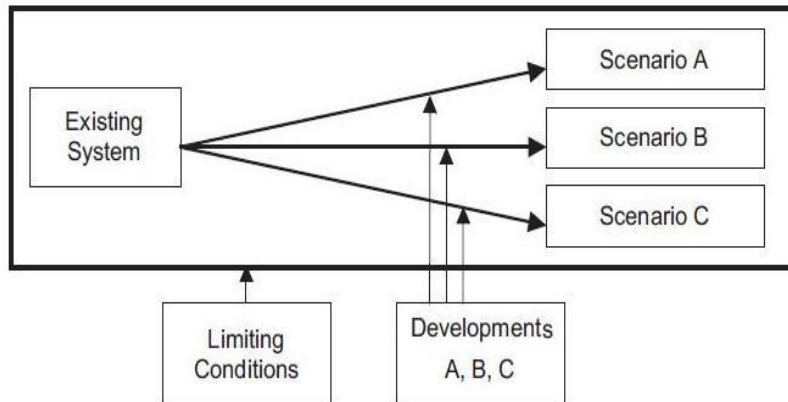 Scenario A
Existing
System
Scenario B
Scenario C
Limiting
Conditions
Developments
A, B, C